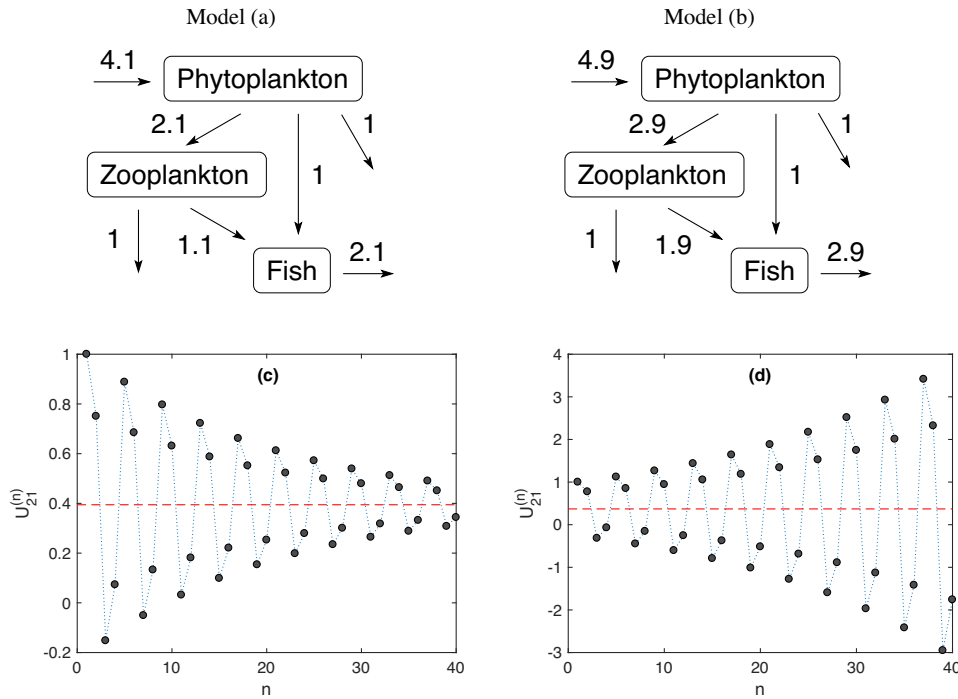 Model (a) Model (b)
4.1
Phytoplankton
2.1
1
Zooplankton
1
1
1.1
2.1
Fish
4.9
Phytoplankton
2.9
1
Zooplankton
1
1
1.9
2.9
Fish
(c)
1
0.8
0.6
0.4
0.2
0
-0.2
U21(n)
0 10 20 30 40
n
(d)
4
3
2
1
0
-1
-2
-3
U21(n)
0 10 20 30 40
n